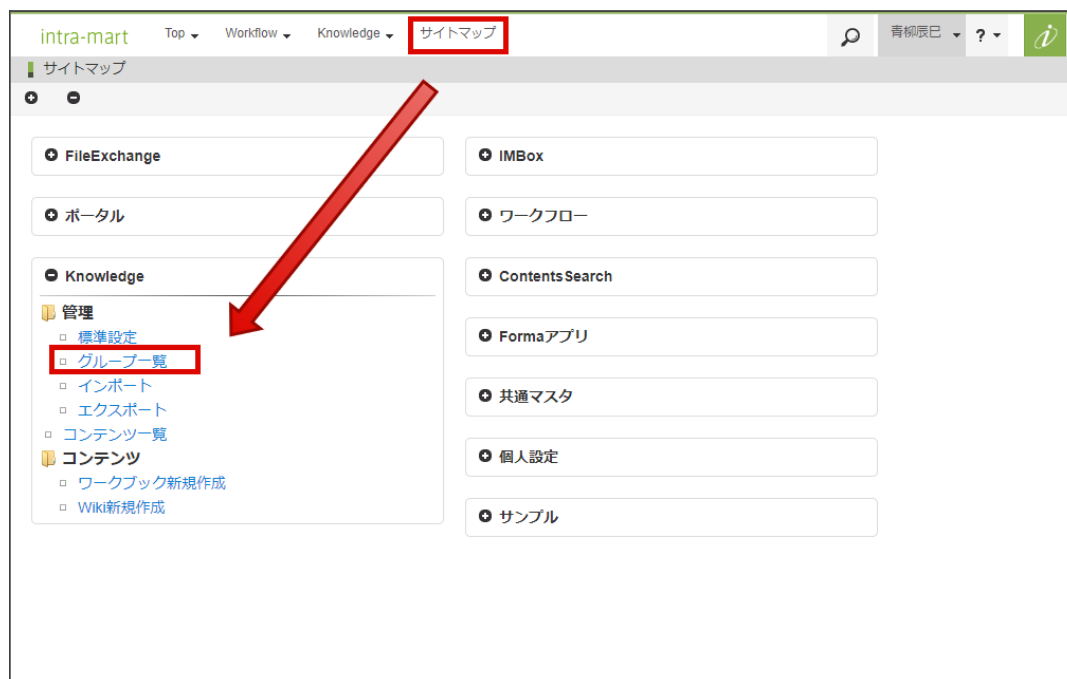 intra-mart Top Workflow Knowledge サイトマップ 青柳辰巳 ?
サイトマップ
FileExchange
ポータル
Knowledge
管理
標準設定
グループ一覧
インポート
エクスポート
コンテンツ一覧
コンテンツ
ワークブック新規作成
Wiki新規作成
IMBox
ワークフロー
ContentsSearch
Formaアプリ
共通マスタ
個人設定
サンプル